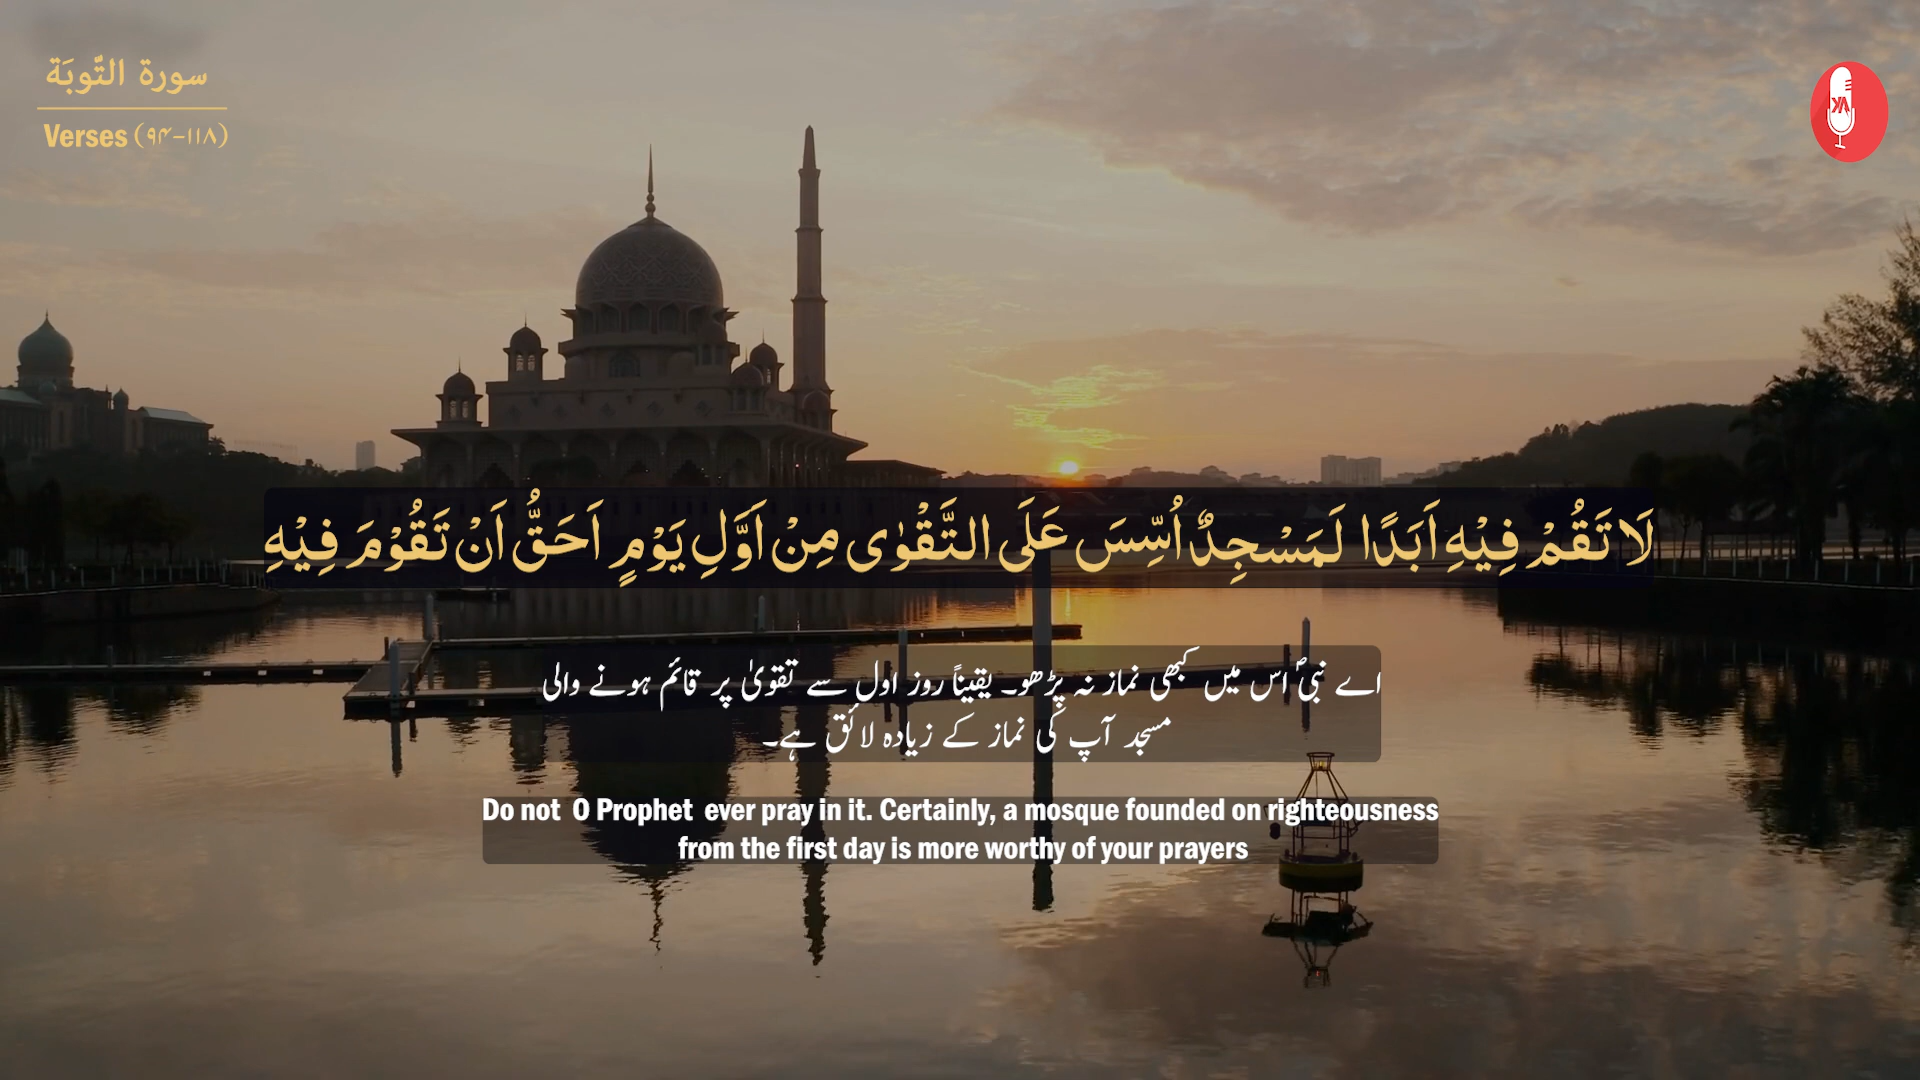 سورة التَّوبَة
Verses (۹۴-۱۱۸)
YA
لَا تَقُمْ فِیْهِ اَبَدًا لَمَسْجِدٌ اُسِّسَ عَلَی التَّقْوٰی مِنْ اَوَّلِ یَوْمٍ اَحَقُّ اَنْ تَقُوْمَ فِیْهِ
اے نبیؐ اس میں کبھی نماز نہ پڑھو۔ یقیناً روز اول سے تقویٰ پر قائم ہونے والی
مسجد آپ کی نماز کے زیادہ لائق ہے۔
Do not O Prophet ever pray in it. Certainly, a mosque founded on righteousness
from the first day is more worthy of your prayers